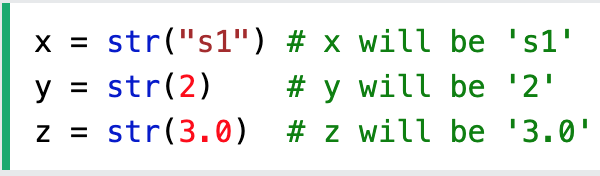 x = str("s1") # x will be 's1'
y = str(2)    # y will be '2'
z = str(3.0)  # z will be '3.0'